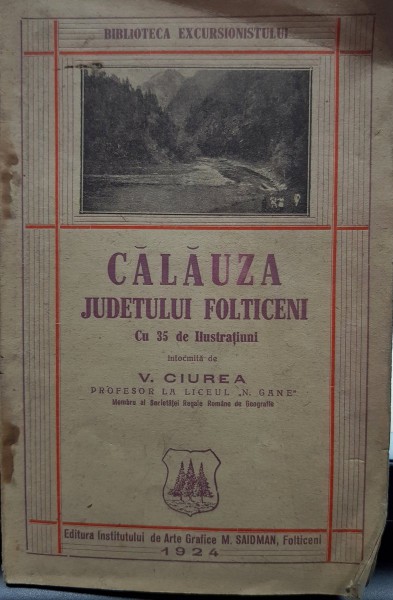 BIBLIOTECA EXCURSIONISTULUI
CĂLĂUZA
JUDEȚULUI FOLTICENI
Cu 35 de Ilustrațiuni
întocmită de
V. CIUREA
PROFESOR LA LICEUL „N. GANE"
Membru al Societăței Regale Române de Geografie
Editura Institutului de Arte Grafice M. SAIDMAN, Folticeni
1924